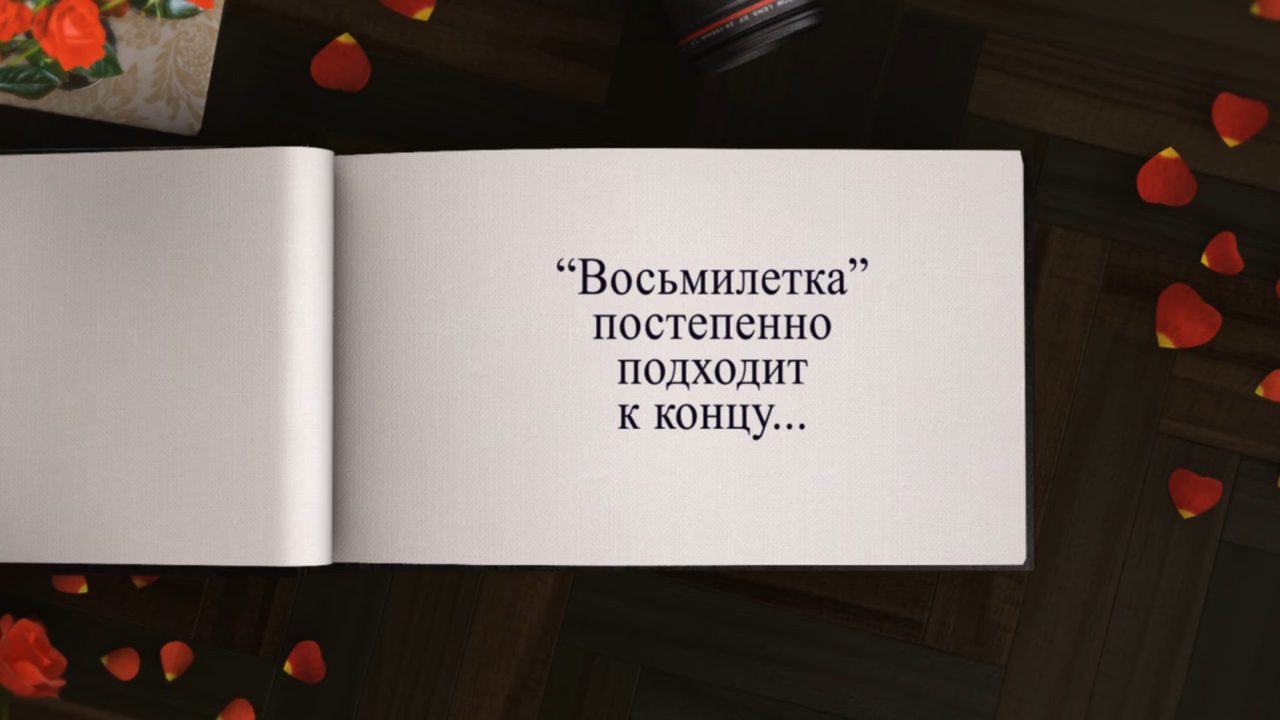 “Восьмилетка”
постепенно
подходит
к концу...